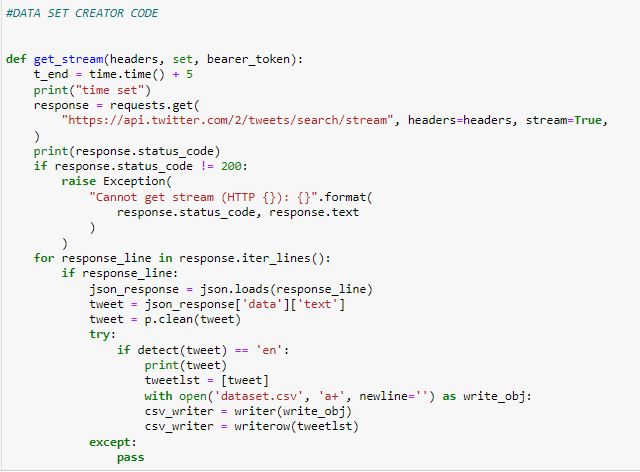 #DATA SET CREATOR CODE
def get_stream(headers, set, bearer_token):
    t_end = time.time() + 5
    print("time set")
    response = requests.get(
        "https://api.twitter.com/2/tweets/search/stream", headers=headers, stream=True,
    )
    print(response.status_code)
    if response.status_code != 200:
        raise Exception(
            "Cannot get stream (HTTP {}): {}".format(
                response.status_code, response.text
            )
        )
    for response_line in response.iter_lines():
        if response_line:
            json_response = json.loads(response_line)
            tweet = json_response['data']['text']
            tweet = p.clean(tweet)
            try:
                if detect(tweet) == 'en':
                    print(tweet)
                    tweetlst = [tweet]
                    with open('dataset.csv', 'a+', newline='') as write_obj:
                    csv_writer = writer(write_obj)
                    csv_writer = writerow(tweetlst)
            except:
                pass